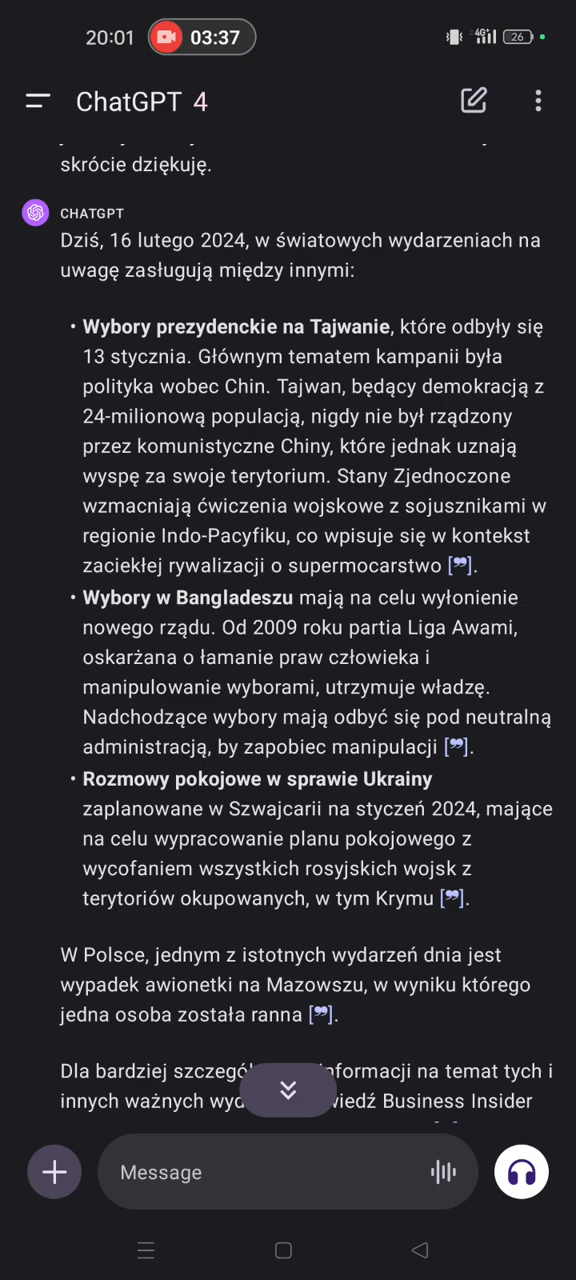 20:01
03:37
4G
26
ChatGPT 4
skrócie dziękuję.
CHATGPT
Dziś, 16 lutego 2024, w światowych wydarzeniach na
uwagę zasługują między innymi:
• Wybory prezydenckie na Tajwanie, które odbyły się
13 stycznia. Głównym tematem kampanii była
polityka wobec Chin. Tajwan, będący demokracją z
24-milionową populacją, nigdy nie był rządzony
przez komunistyczne Chiny, które jednak uznają
wyspę za swoje terytorium. Stany Zjednoczone
wzmacniają ćwiczenia wojskowe z sojusznikami w
regionie Indo-Pacyfiku, co wpisuje się w kontekst
zaciekłej rywalizacji o supermocarstwo [❞].
• Wybory w Bangladeszu mają na celu wyłonienie
nowego rządu. Od 2009 roku partia Liga Awami,
oskarżana o łamanie praw człowieka i
manipulowanie wyborami, utrzymuje władzę.
Nadchodzące wybory mają odbyć się pod neutralną
administracją, by zapobiec manipulacji [❞].
• Rozmowy pokojowe w sprawie Ukrainy
zaplanowane w Szwajcarii na styczeń 2024, mające
na celu wypracowanie planu pokojowego z
wycofaniem wszystkich rosyjskich wojsk z
terytoriów okupowanych, w tym Krymu [❞].
W Polsce, jednym z istotnych wydarzeń dnia jest
wypadek awionetki na Mazowszu, w wyniku którego
jedna osoba została ranna [❞].
Dla bardziej informacji na temat tych i
innych ważnych Business Insider
Message